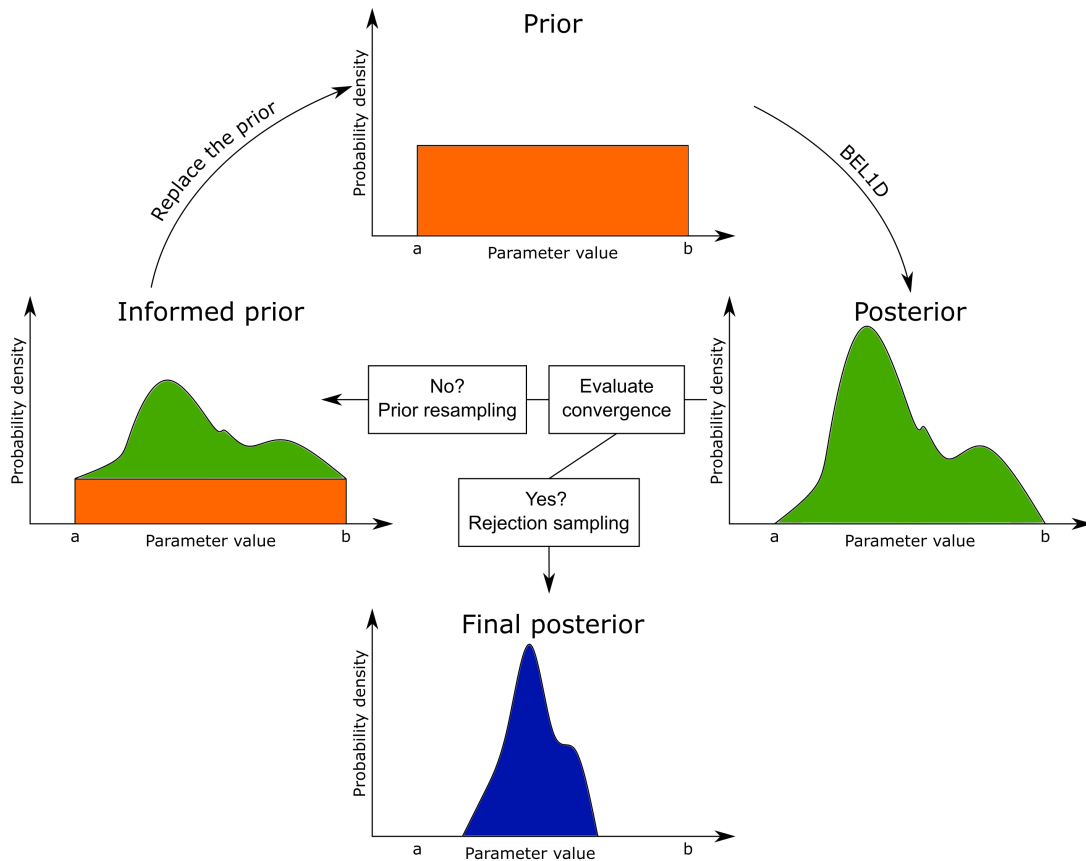 Prior
Probability density
a
Parameter value
b
Replace the prior
BEL1D
Informed prior
Probability density
a
Parameter value
b
No?
Prior resampling
Evaluate
convergence
Yes?
Rejection sampling
Posterior
Probability density
a
Parameter value
b
Final posterior
Probability density
a
Parameter value
b